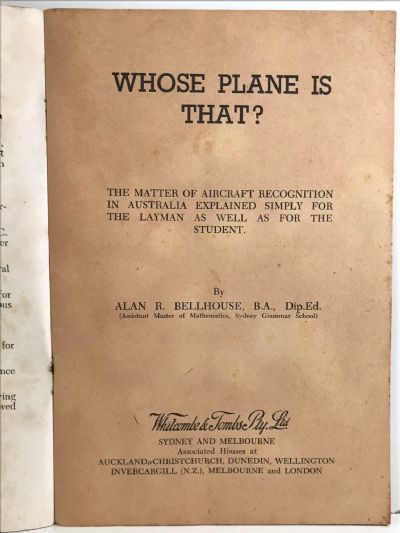 WHOSE PLANE IS
THAT?
THE MATTER OF AIRCRAFT RECOGNITION
IN AUSTRALIA EXPLAINED SIMPLY FOR
THE LAYMAN AS WELL AS FOR THE
STUDENT.
By
ALAN R. BELLHOUSE, B.A., Dip.Ed.
(Assistant Master of Mathematics, Sydney Grammar School)
Whitcombe & Tombs Pty. Ltd.
SYDNEY AND MELBOURNE
Associated Houses at
AUCKLAND, CHRISTCHURCH, DUNEDIN, WELLINGTON
INVERCARGILL (N.Z.), MELBOURNE and LONDON